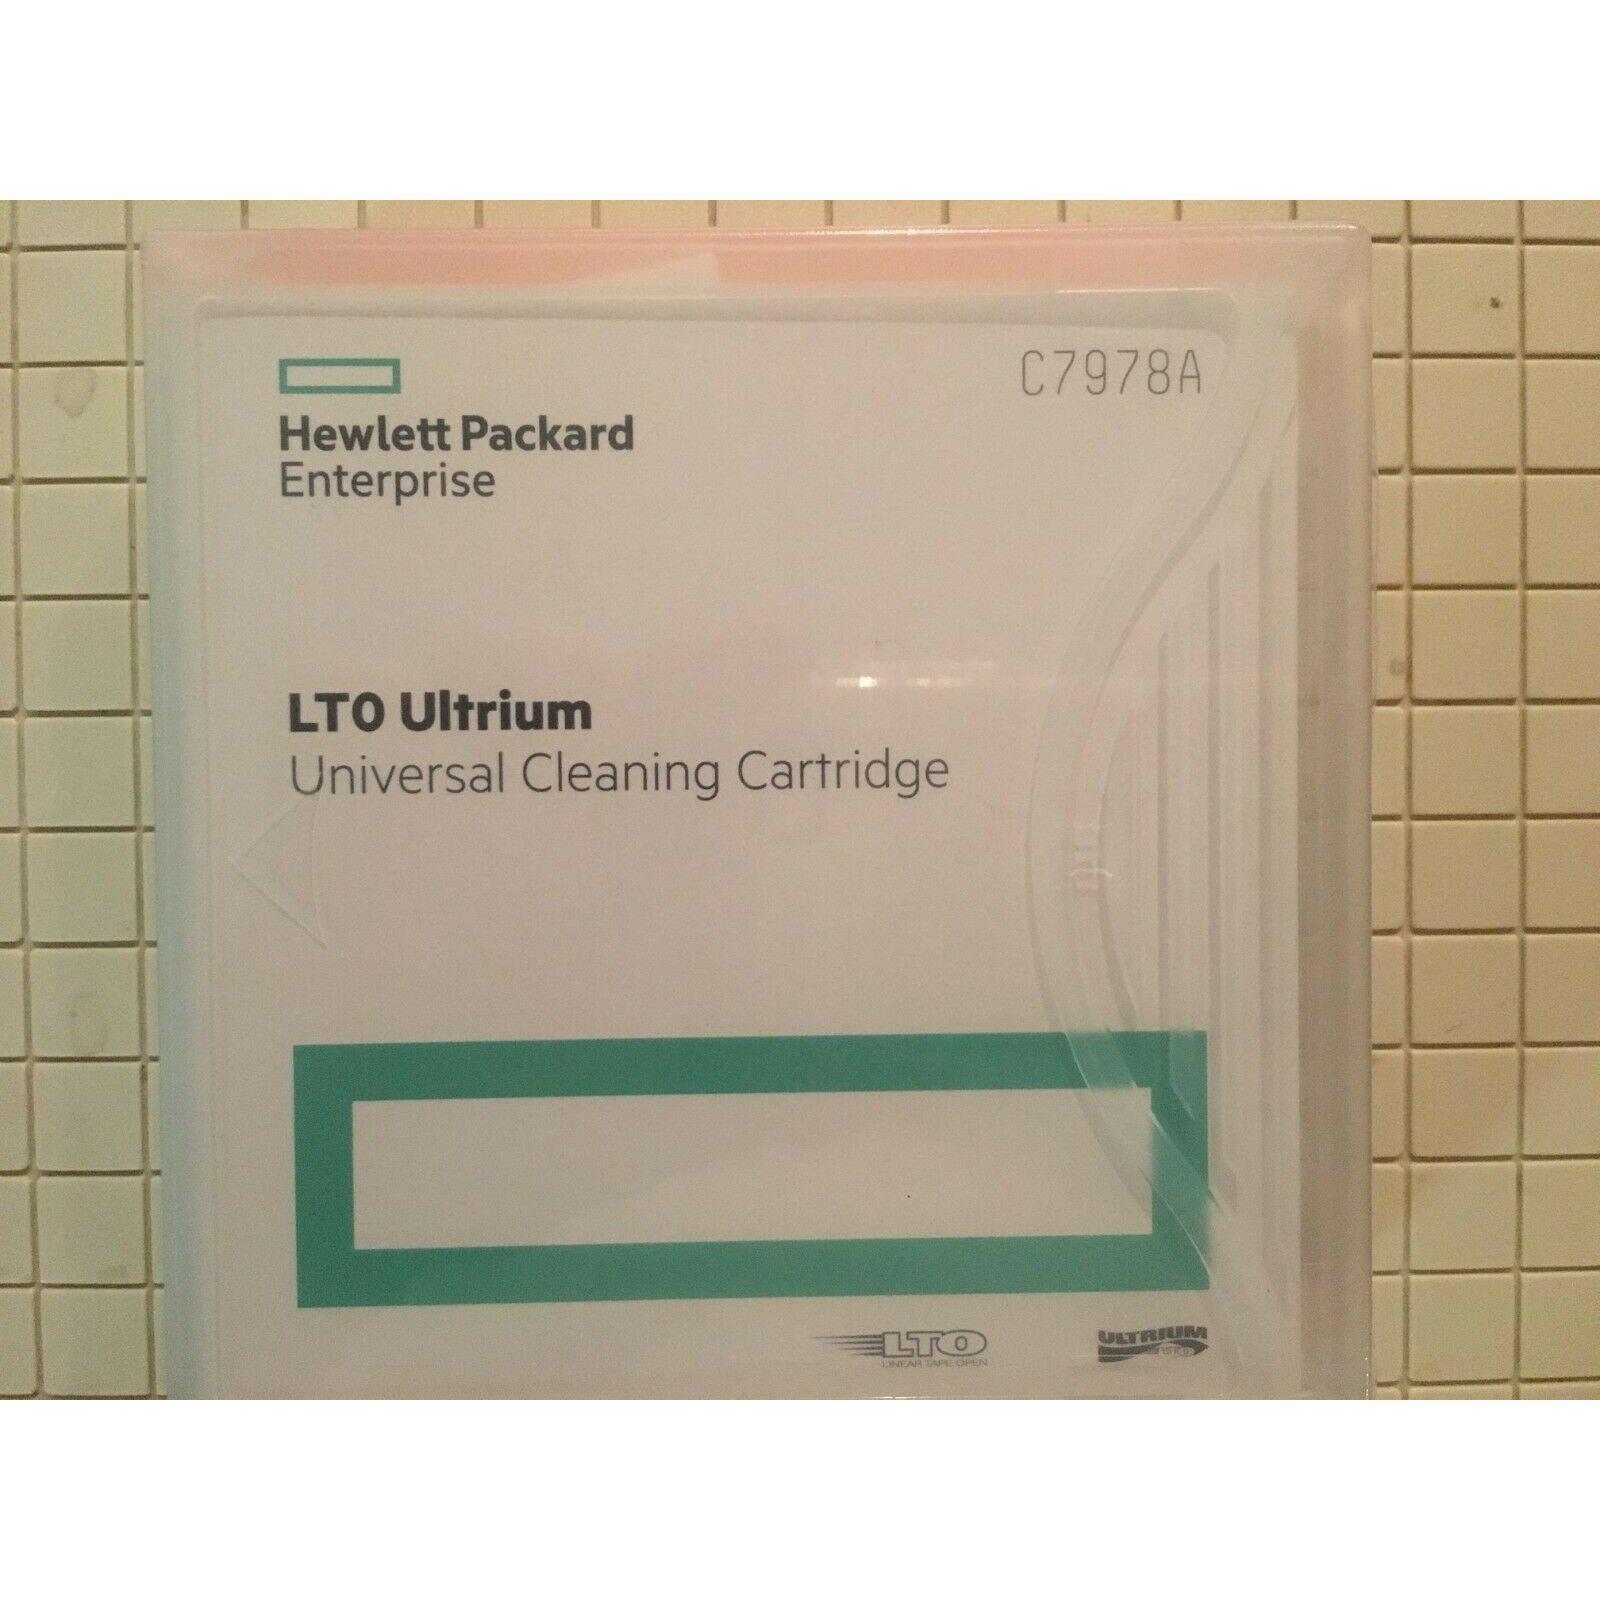 C7978A
Hewlett Packard
Enterprise
LTO Ultrium
Universal Cleaning Cartridge
LTO
LINEAR TAPE OPEN
ULTRIUM